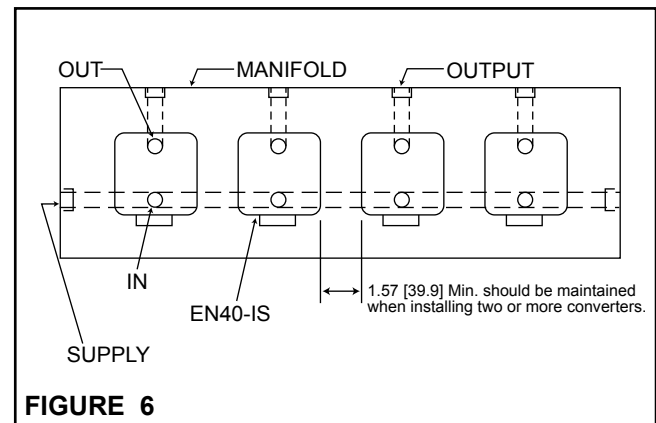 OUT
MANIFOLD
OUTPUT
IN
EN40-IS
1.57 [39.9] Min. should be maintained
when installing two or more converters.
SUPPLY
FIGURE 6